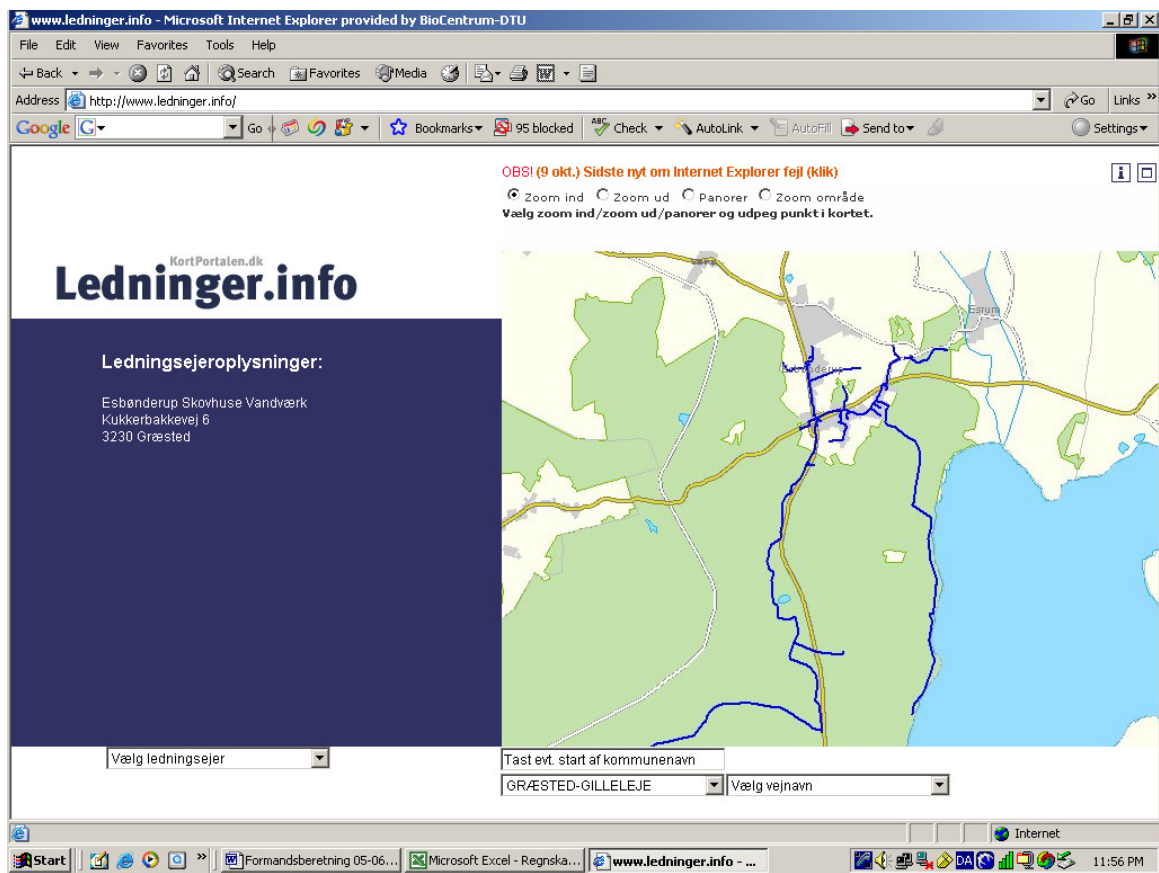 www.ledninger.info - Microsoft Internet Explorer provided by BioCentrum-DTU
File Edit View Favorites Tools Help
Back Search Favorites Media
Address http://www.ledninger.info/ Go Links »
Google G Go Bookmarks 95 blocked ABC Check AutoLink AutoFill Send to Settings
OBS! (9 okt.) Sidste nyt om Internet Explorer fejl (klik)
Zoom ind Zoom ud Panorer Zoom område
Vælg zoom ind/zoom ud/panorer og udpeg punkt i kortet.
KortPortalen.dk
Ledninger.info
Ledningsejeroplysninger:
Esbønderup Skovhuse Vandværk
Kukkerbakkevej 6
3230 Græsted
Esrum
Esbønderup
Vælg ledningsejer
Tast evt. start af kommunenavn
GRÆSTED-GILLELEJE Vælg vejnavn
Internet
Start » Formandsberetning 05-06... Microsoft Excel - Regnska... www.ledninger.info - ... DA 11:56 PM